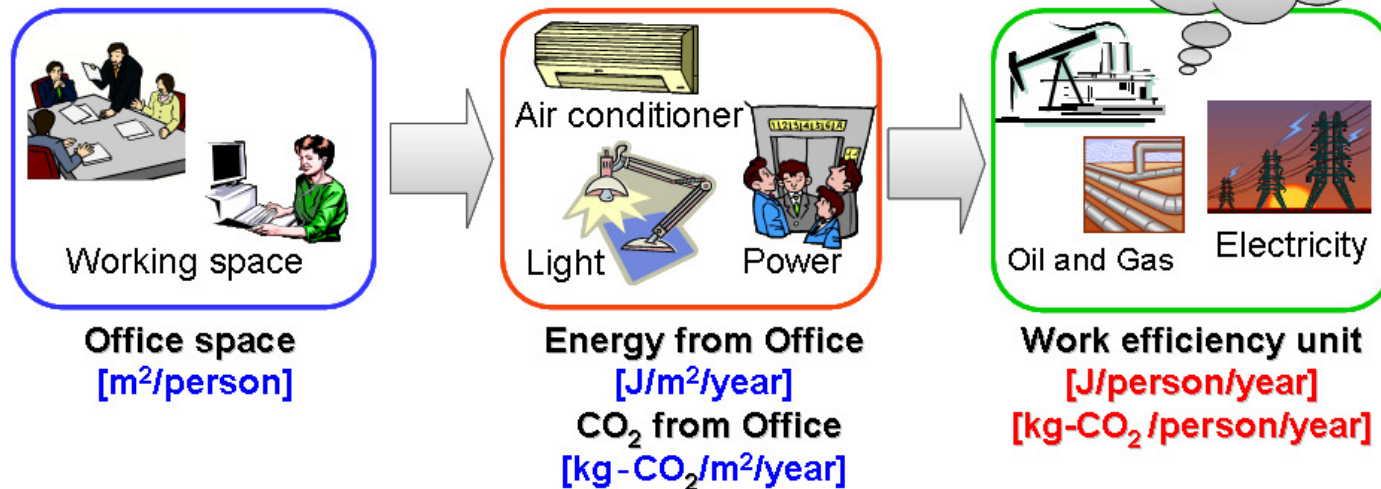 Working space
Air conditioner
Light
Power
Oil and Gas
Electricity
Office space
[m²/person]
Energy from Office
[J/m²/year]
CO₂ from Office
[kg-CO₂/m²/year]
Work efficiency unit
[J/person/year]
[kg-CO₂/person/year]